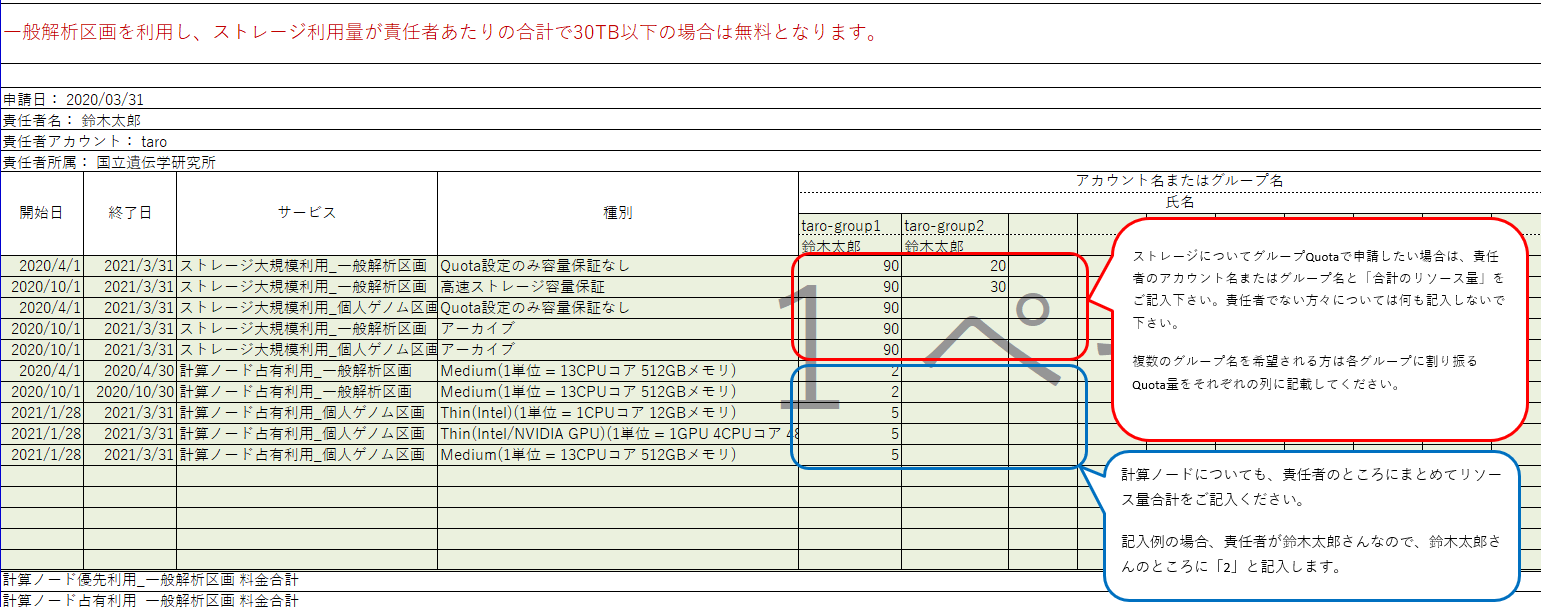 一般解析区画を利用し、ストレージ利用量が責任者あたりの合計で30TB以下の場合は無料となります。
申請日： 2020/03/31
責任者名： 鈴木太郎
責任者アカウント： taro
責任者所属： 国立遺伝学研究所
開始日 終了日 サービス 種別 アカウント名またはグループ名
氏名
taro-group1 taro-group2
鈴木太郎 鈴木太郎
2020/4/1 2021/3/31 ストレージ大規模利用_一般解析区画 Quota設定のみ容量保証なし 90 20
2020/10/1 2021/3/31 ストレージ大規模利用_一般解析区画 高速ストレージ容量保証 90 30
2020/4/1 2021/3/31 ストレージ大規模利用_個人ゲノム区画 Quota設定のみ容量保証なし 90
2020/10/1 2021/3/31 ストレージ大規模利用_一般解析区画 アーカイブ 90
2020/10/1 2021/3/31 ストレージ大規模利用_個人ゲノム区画 アーカイブ 90
2020/4/1 2020/4/30 計算ノード占有利用_一般解析区画 Medium(1単位 = 13CPUコア 512GBメモリ) 2
2020/10/1 2020/10/30 計算ノード占有利用_一般解析区画 Medium(1単位 = 13CPUコア 512GBメモリ) 2
2021/1/28 2021/3/31 計算ノード占有利用_個人ゲノム区画 Thin(Intel)(1単位 = 1CPUコア 12GBメモリ) 5
2021/1/28 2021/3/31 計算ノード占有利用_個人ゲノム区画 Thin(Intel/NVIDIA GPU)(1単位 = 1GPU 4CPUコア 48 5
2021/1/28 2021/3/31 計算ノード占有利用_個人ゲノム区画 Medium(1単位 = 13CPUコア 512GBメモリ) 5
1 ペ
ストレージについてグループQuotaで申請したい場合は、責任
者のアカウント名またはグループ名と「合計のリソース量」を
ご記入下さい。責任者でない方々については何も記入しないで
下さい。
複数のグループ名を希望される方は各グループに割り振る
Quota量をそれぞれの列に記載してください。
計算ノードについても、責任者のところにまとめてリソー
ス量合計をご記入ください。
記入例の場合、責任者が鈴木太郎さんなので、鈴木太郎さ
んのところに「2」と記入します。
計算ノード優先利用_一般解析区画 料金合計
計算ノード占有利用_一般解析区画 料金合計